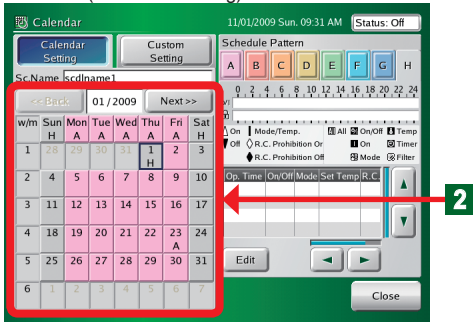 Calendar
11/01/2009 Sun. 09:31 AM Status: Off
Calendar Setting
Custom Setting
Sc.Name scdlname1
<<Back 01/2009 Next>>
w/m Sun Mon Tue Wed Thu Fri Sat
H A A A A A H
1 28 29 30 31 1 2 3
H
2 4 5 6 7 8 9 10
3 11 12 13 14 15 16 17
4 18 19 20 21 22 23 24
A
5 25 26 27 28 29 30 31
6 1 2 3 4 5 6 7
Schedule Pattern
A B C D E F G H
0 2 4 6 8 10 12 14 16 18 20 22 24
On Mode/Temp. All On/Off Temp
Off R.C. Prohibition Or On Timer
R.C. Prohibition Off Mode Filter
Op. Time On/Off Mode Set Temp R.C.
Edit
Close
2